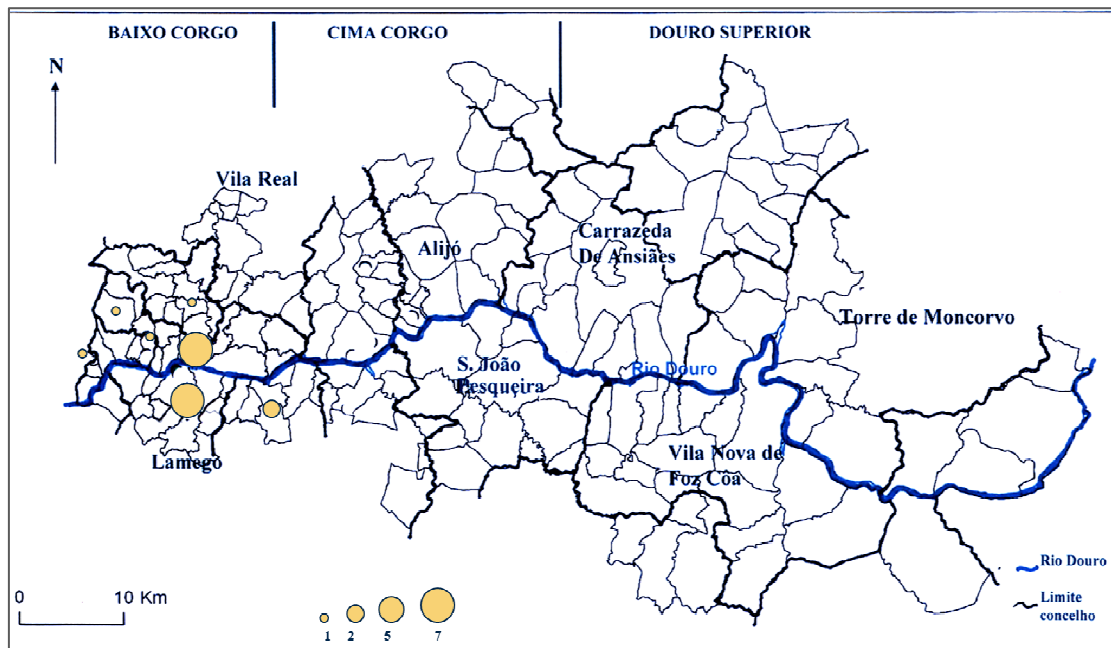 BAIXO CORGO
CIMA CORGO
DOURO SUPERIOR
N
Vila Real
Alijó
Carrazeda
De Ansiães
Torre de Moncorvo
S. João
Pesqueira
Rio Douro
Vila Nova de
Foz Côa
Lamego
Rio Douro
Limite
concelho
0 10 Km
1 2 5 7